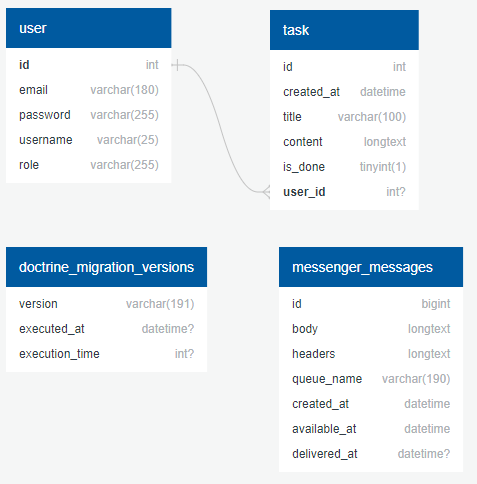 user
id int
email varchar(180)
password varchar(255)
username varchar(25)
role varchar(255)
task
id int
created_at datetime
title varchar(100)
content longtext
is_done tinyint(1)
user_id int?
doctrine_migration_versions
version varchar(191)
executed_at datetime?
execution_time int?
messenger_messages
id bigint
body longtext
headers longtext
queue_name varchar(190)
created_at datetime
available_at datetime
delivered_at datetime?